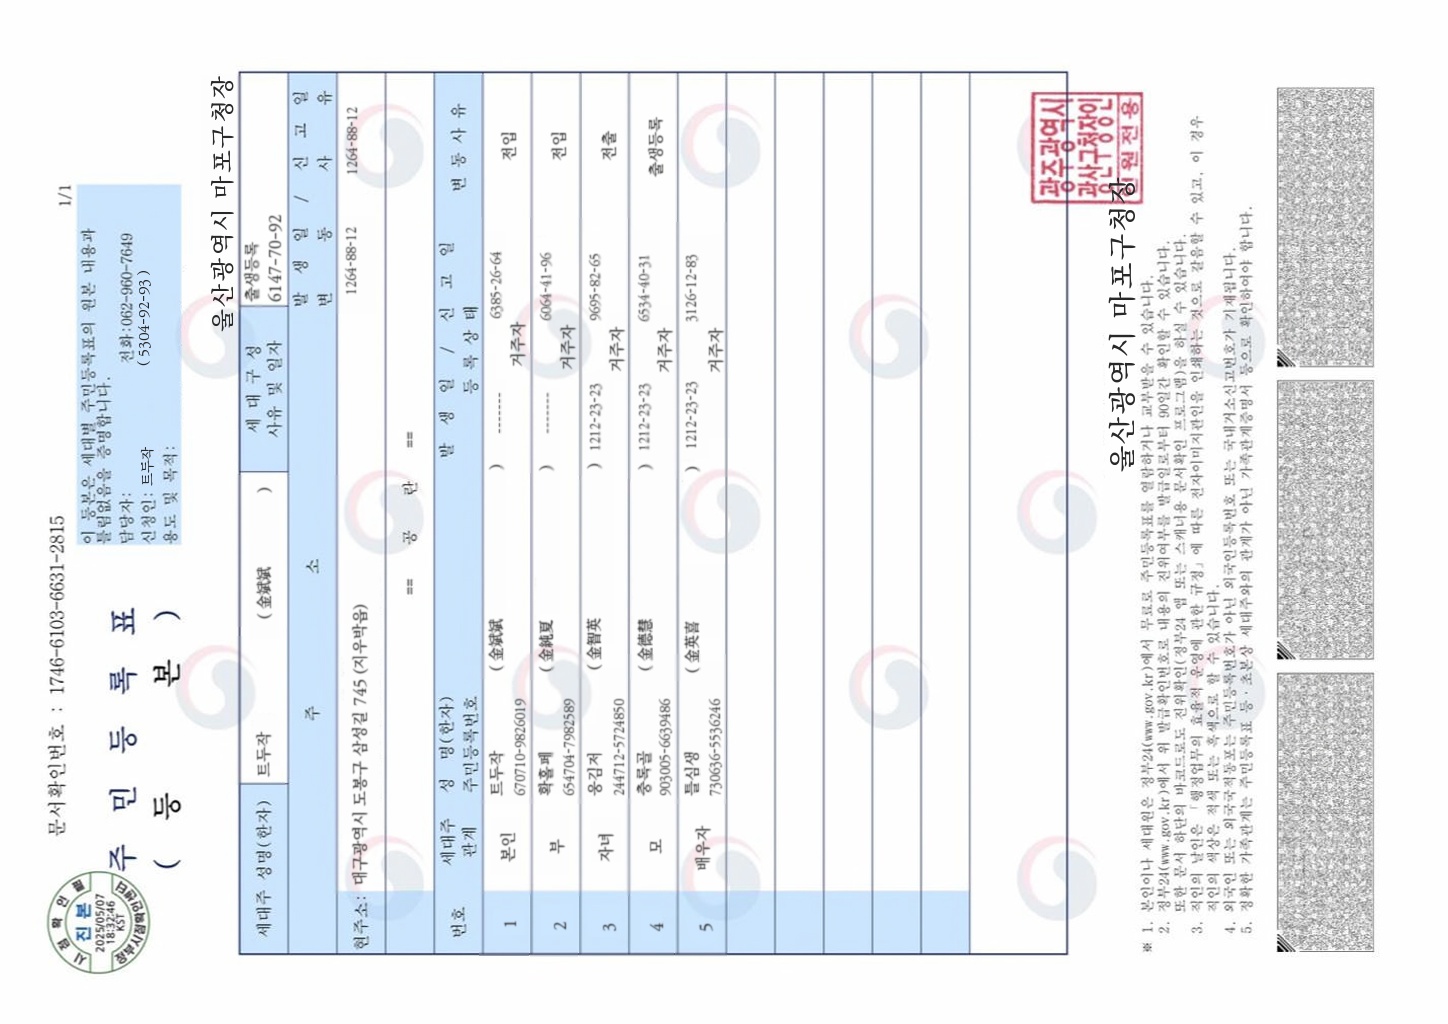 문서확인번호 : 1746-6103-6631-2815
1/1
시점확인필
진본
2025/05/07
18:32:46
KST
정부시점확인센터
주 민 등 록 표
( 등 본 )
이 등본은 세대별 주민등록표의 원본 내용과
틀림없음을 증명합니다.
담당자: 전화:062-960-7649
신청인: 트두작 (5304-92-93)
용도 및 목적:
울산광역시 마포구청장
세대주 성명(한자) 트두작 (金斌斌 ) 세 대 구 성 사유 및 일자 출생등록 6147-70-92
주 소 발 생 일 / 신 고 일
변 동 사 유
현주소: 대구광역시 도봉구 삼성길 745 (지우박읍) 1264-88-12 1264-88-12
== 공 란 ==
번호 세대주 관계 성 명(한자) 주민등록번호 발 생 일 / 신 고 일 등 록 상 태 변 동 사 유
1 본인 트두작 (金斌斌 ) ------- 6385-26-64 전입
670710-9826019 거주자
2 부 확홀페 (金純夏 ) ------- 6064-41-96 전입
654704-7982589 거주자
3 자녀 응김저 (金智英 ) 1212-23-23 9695-82-65 전출
244712-5724850 거주자
4 모 충목골 (金德慧 ) 1212-23-23 6534-40-31 출생등록
903005-6639486 거주자
5 배우자 틀심생 (金英喜 ) 1212-23-23 3126-12-83
730636-5536246 거주자
울산광역시 마포구청장
광주광역시
광산구청장의인
민원전용
※ 1. 본인이나 세대원은 정부24(www.gov.kr)에서 무료로 주민등록표를 열람하거나 교부받을 수 있습니다.
2. 정부24(www.gov.kr)에서 위 발급확인번호로 내용의 진위여부를 발급일로부터 90일간 확인할 수 있습니다.
또한 문서 하단의 바코드로도 진위확인(정부24 앱 또는 스캐너용 문서확인 프로그램)을 하실 수 있습니다.
3. 직인의 날인은 「행정업무의 효율적 운영에 관한 규정」에 따른 전자이미지관인을 인쇄하는 것으로 갈음할 수 있고, 이 경우
직인의 색상은 적색 또는 흑색으로 할 수 있습니다.
4. 외국인 또는 외국국적동포는 주민등록번호가 아닌 외국인등록번호 또는 국내거소신고번호가 기재됩니다.
5. 정확한 가족관계는 주민등록표 등·초본상 세대주와의 관계가 아닌 가족관계증명서 등으로 확인하여야 합니다.